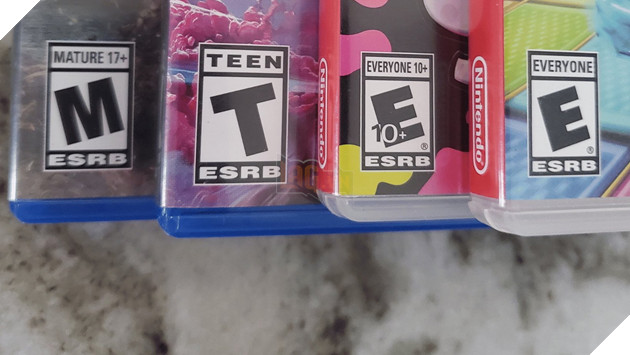 MATURE 17+
M
ESRB
TEEN
T
ESRB
Nintendo
EVERYONE 10+
E
10+
®
ESRB
Nintendo
EVERYONE
E
®
ESRB